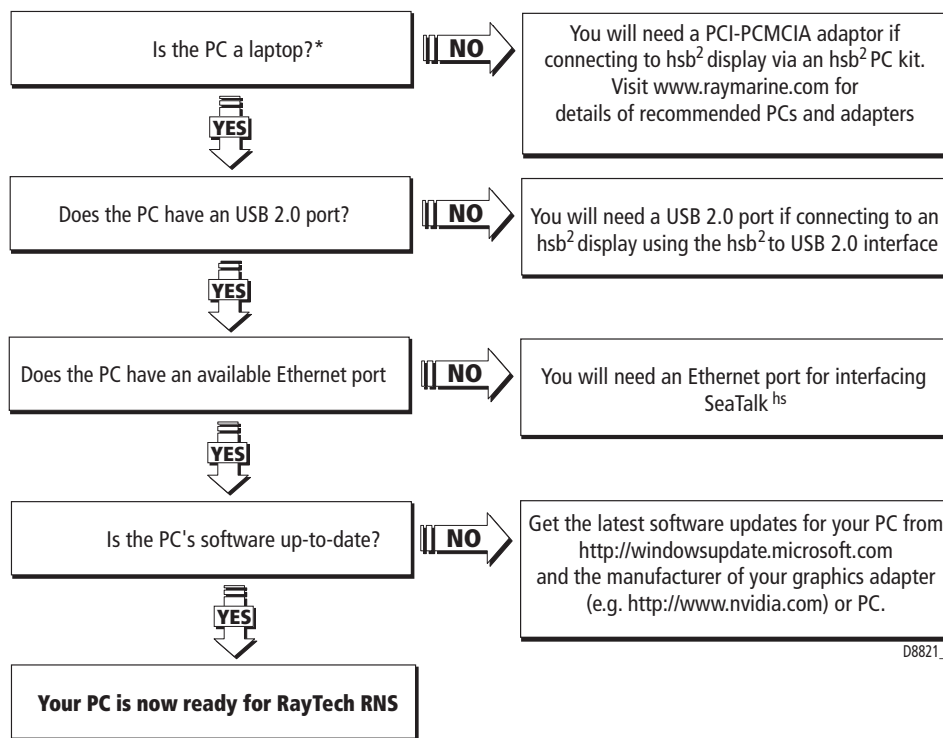 Is the PC a laptop?*
NO
You will need a PCI-PCMCIA adaptor if
connecting to hsb² display via an hsb² PC kit.
Visit www.raymarine.com for
details of recommended PCs and adapters
YES
Does the PC have an USB 2.0 port?
NO
You will need a USB 2.0 port if connecting to an
hsb² display using the hsb² to USB 2.0 interface
YES
Does the PC have an available Ethernet port
NO
You will need an Ethernet port for interfacing
SeaTalk hs
YES
Is the PC's software up-to-date?
NO
Get the latest software updates for your PC from
http://windowsupdate.microsoft.com
and the manufacturer of your graphics adapter
(e.g. http://www.nvidia.com) or PC.
D8821_
YES
Your PC is now ready for RayTech RNS